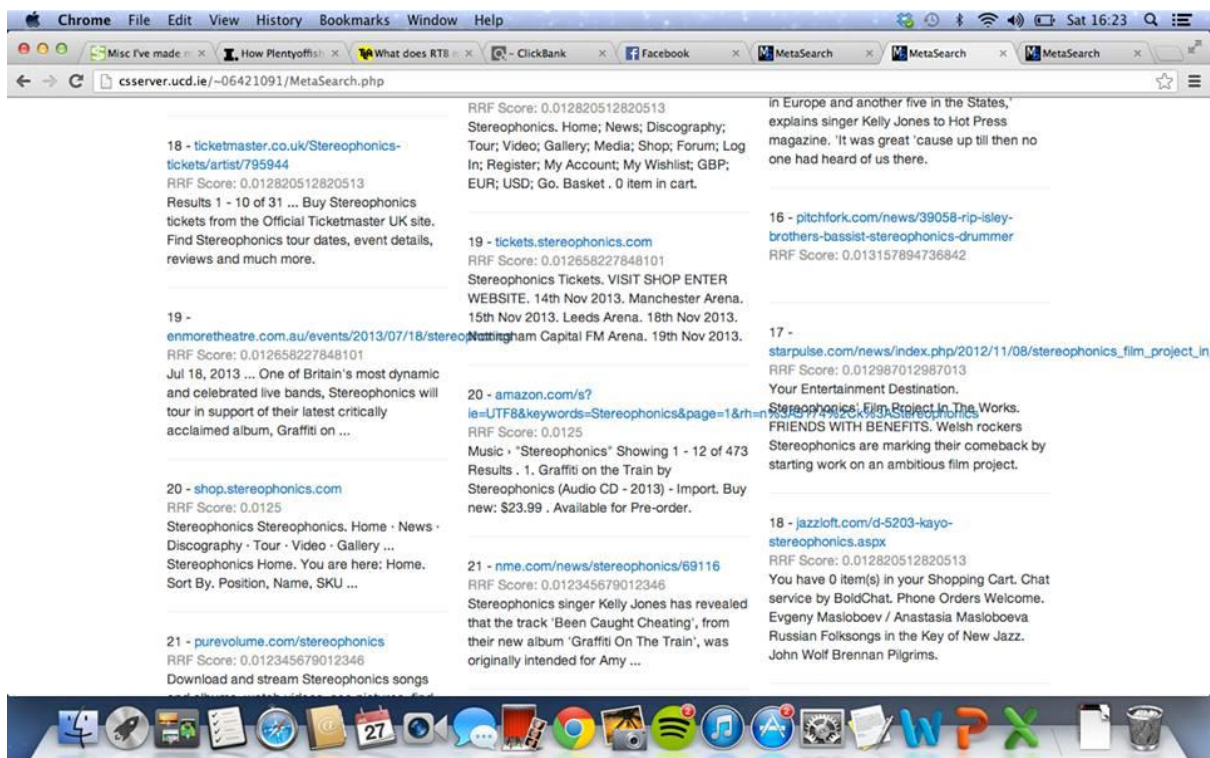 Chrome File Edit View History Bookmarks Window Help
Sat 16:23
Misc I've made
How Plentyoffish
What does RTB
- ClickBank
Facebook
MetaSearch
MetaSearch
MetaSearch
csserver.ucd.ie/~06421091/MetaSearch.php
18 - ticketmaster.co.uk/Stereophonics-
tickets/artist/795944
RRF Score: 0.012820512820513
Results 1 - 10 of 31 ... Buy Stereophonics
tickets from the Official Ticketmaster UK site.
Find Stereophonics tour dates, event details,
reviews and much more.
19 -
enmoretheatre.com.au/events/2013/07/18/stereophonics
RRF Score: 0.012658227848101
Jul 18, 2013 ... One of Britain's most dynamic
and celebrated live bands, Stereophonics will
tour in support of their latest critically
acclaimed album, Graffiti on ...
20 - shop.stereophonics.com
RRF Score: 0.0125
Stereophonics Stereophonics. Home · News ·
Discography · Tour · Video · Gallery ...
Stereophonics Home. You are here: Home.
Sort By. Position, Name, SKU ...
21 - purevolume.com/stereophonics
RRF Score: 0.012345679012346
Download and stream Stereophonics songs
RRF Score: 0.012820512820513
Stereophonics. Home; News; Discography;
Tour; Video; Gallery; Media; Shop; Forum; Log
In; Register; My Account; My Wishlist; GBP;
EUR; USD; Go. Basket . 0 item in cart.
19 - tickets.stereophonics.com
RRF Score: 0.012658227848101
Stereophonics Tickets. VISIT SHOP ENTER
WEBSITE. 14th Nov 2013. Manchester Arena.
15th Nov 2013. Leeds Arena. 18th Nov 2013.
Nottingham Capital FM Arena. 19th Nov 2013.
20 - amazon.com/s?
ie=UTF8&keywords=Stereophonics&page=1&rh=n%3A5174%2Ck%3AStereophonics
RRF Score: 0.0125
Music › "Stereophonics" Showing 1 - 12 of 473
Results . 1. Graffiti on the Train by
Stereophonics (Audio CD - 2013) - Import. Buy
new: $23.99 . Available for Pre-order.
21 - nme.com/news/stereophonics/69116
RRF Score: 0.012345679012346
Stereophonics singer Kelly Jones has revealed
that the track 'Been Caught Cheating', from
their new album 'Graffiti On The Train', was
originally intended for Amy ...
in Europe and another five in the States,'
explains singer Kelly Jones to Hot Press
magazine. 'It was great 'cause up till then no
one had heard of us there.
16 - pitchfork.com/news/39058-rip-isley-
brothers-bassist-stereophonics-drummer
RRF Score: 0.013157894736842
17 -
starpulse.com/news/index.php/2012/11/08/stereophonics_film_project_in
RRF Score: 0.012987012987013
Your Entertainment Destination.
Stereophonics' Film Project In The Works.
FRIENDS WITH BENEFITS. Welsh rockers
Stereophonics are marking their comeback by
starting work on an ambitious film project.
18 - jazzloft.com/d-5203-kayo-
stereophonics.aspx
RRF Score: 0.012820512820513
You have 0 item(s) in your Shopping Cart. Chat
service by BoldChat. Phone Orders Welcome.
Evgeny Masloboev / Anastasia Masloboeva
Russian Folksongs in the Key of New Jazz.
John Wolf Brennan Pilgrims.
27